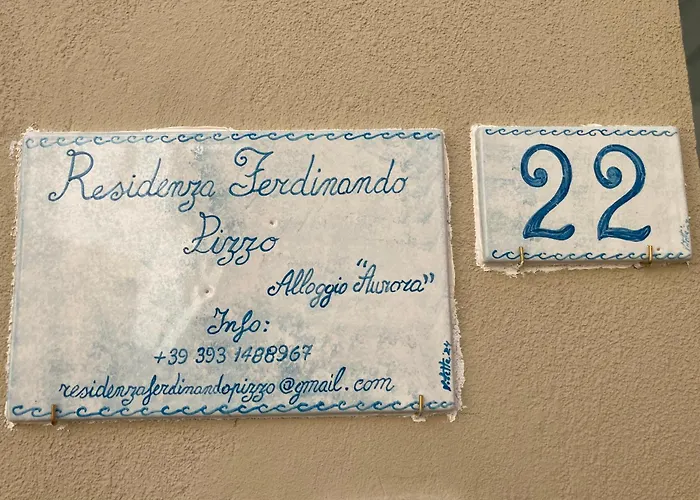 Residenza Ferdinando
Pizzo
Alloggio "Aurora"
Info:
+39 393 1488967
residenzaferdinandopizzo@gmail.com
22